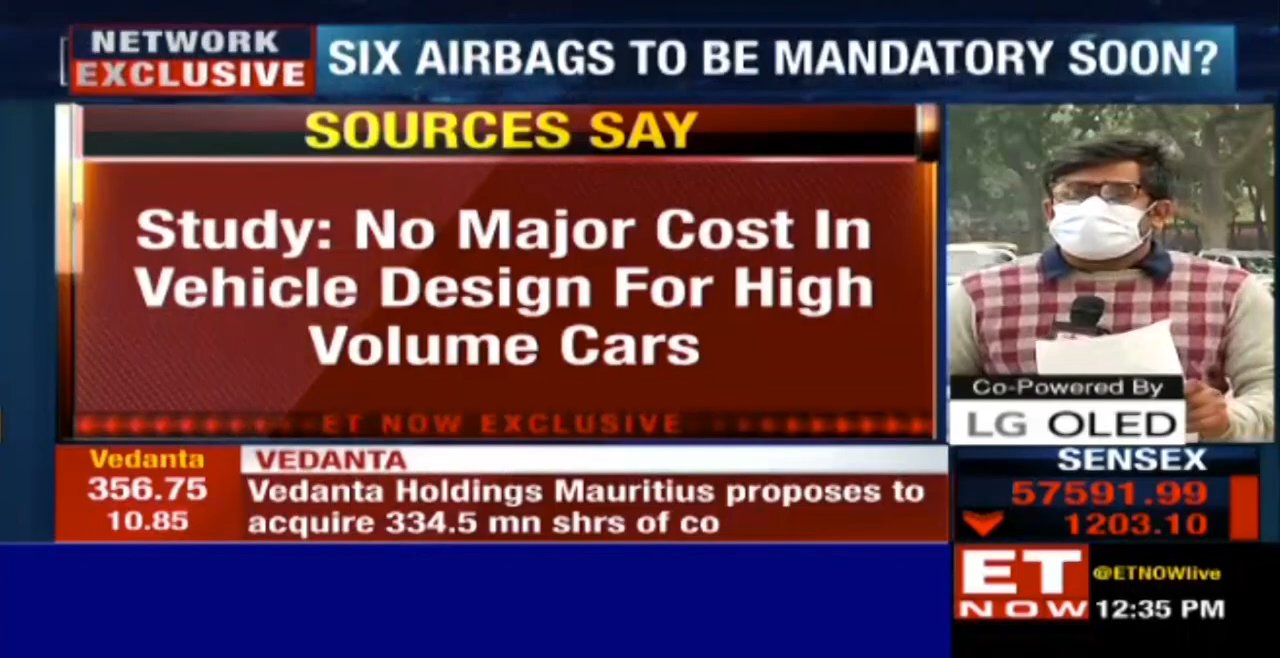 NETWORK
EXCLUSIVE
SIX AIRBAGS TO BE MANDATORY SOON?
SOURCES SAY
Study: No Major Cost In
Vehicle Design For High
Volume Cars
ET NOW EXCLUSIVE
Co-Powered By
LG OLED
Vedanta
356.75
10.85
VEDANTA
Vedanta Holdings Mauritius proposes to
acquire 334.5 mn shrs of co
SENSEX
57591.99
1203.10
ET
NOW
@ETNOWlive
12:35 PM